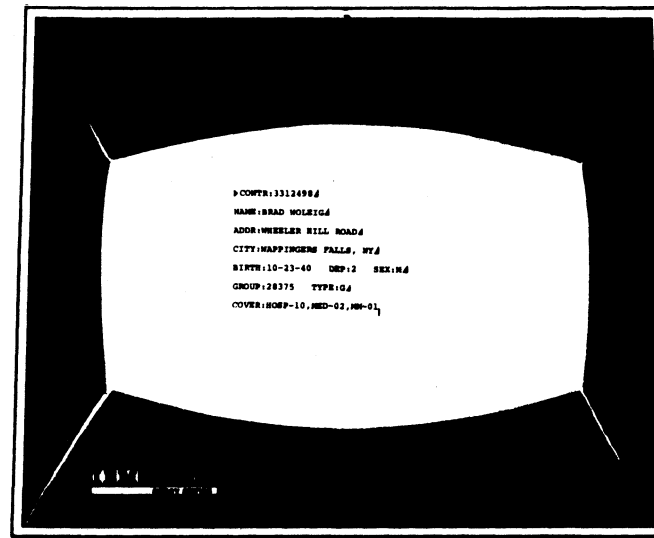 ▷CONTR:3312498◿
NAME:BRAD WOLEIG◿
ADDR:WHEELER HILL ROAD◿
CITY:WAPPINGERS FALLS, NY◿
BIRTH:10-23-40 DEP:2 SEX:M◿
GROUP:28375 TYPE:G◿
COVER:HOSP-10,MED-02,MM-01